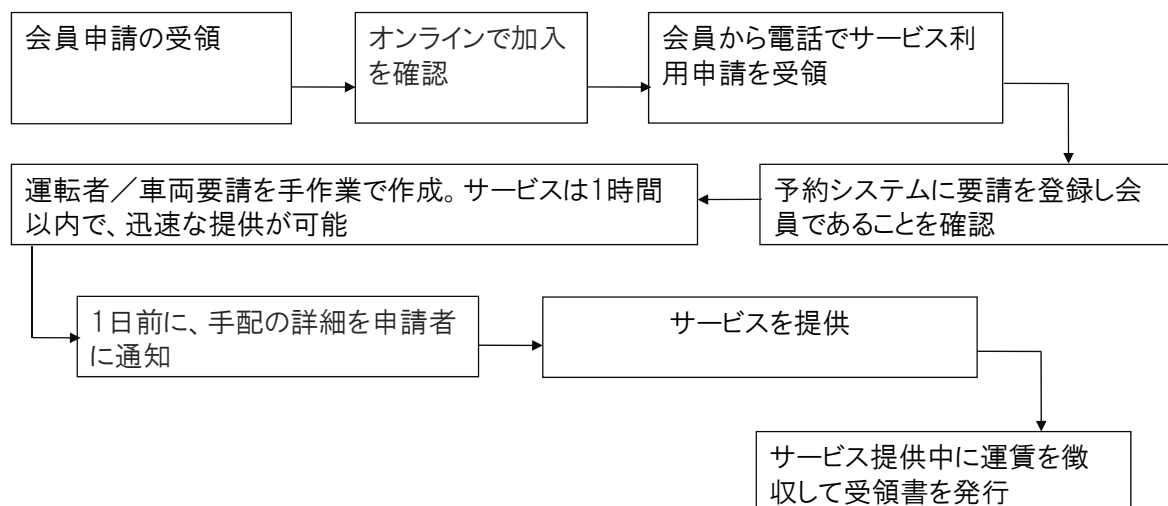 会員申請の受領
オンラインで加入
を確認
会員から電話でサービス利
用申請を受領
予約システムに要請を登録し会
員であることを確認
運転者／車両要請を手作業で作成。サービスは1時間
以内で、迅速な提供が可能
1日前に、手配の詳細を申請者
に通知
サービスを提供
サービス提供中に運賃を徴
収して受領書を発行